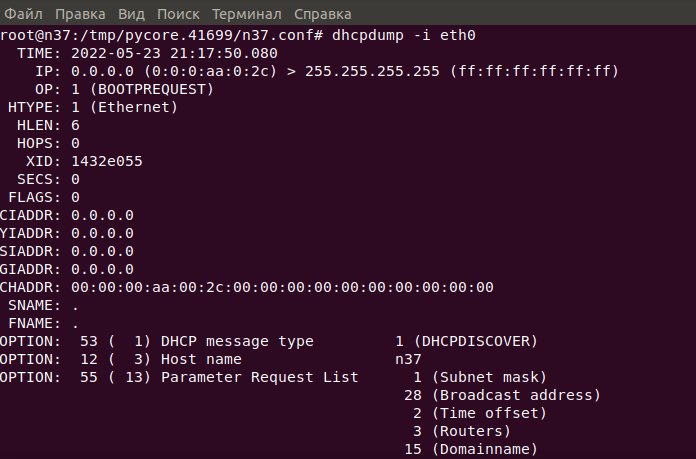 Файл Правка Вид Поиск Терминал Справка
root@n37:/tmp/pycore.41699/n37.conf# dhcpdump -i eth0
TIME: 2022-05-23 21:17:50.080
IP: 0.0.0.0 (0:0:0:aa:0:2c) > 255.255.255.255 (ff:ff:ff:ff:ff:ff)
OP: 1 (BOOTPREQUEST)
HTYPE: 1 (Ethernet)
HLEN: 6
HOPS: 0
XID: 1432e055
SECS: 0
FLAGS: 0
CIADDR: 0.0.0.0
YIADDR: 0.0.0.0
SIADDR: 0.0.0.0
GIADDR: 0.0.0.0
CHADDR: 00:00:00:aa:00:2c:00:00:00:00:00:00:00:00:00:00
SNAME: .
FNAME: .
OPTION: 53 ( 1) DHCP message type 1 (DHCPDISCOVER)
OPTION: 12 ( 3) Host name n37
OPTION: 55 ( 13) Parameter Request List 1 (Subnet mask)
28 (Broadcast address)
2 (Time offset)
3 (Routers)
15 (Domainname)